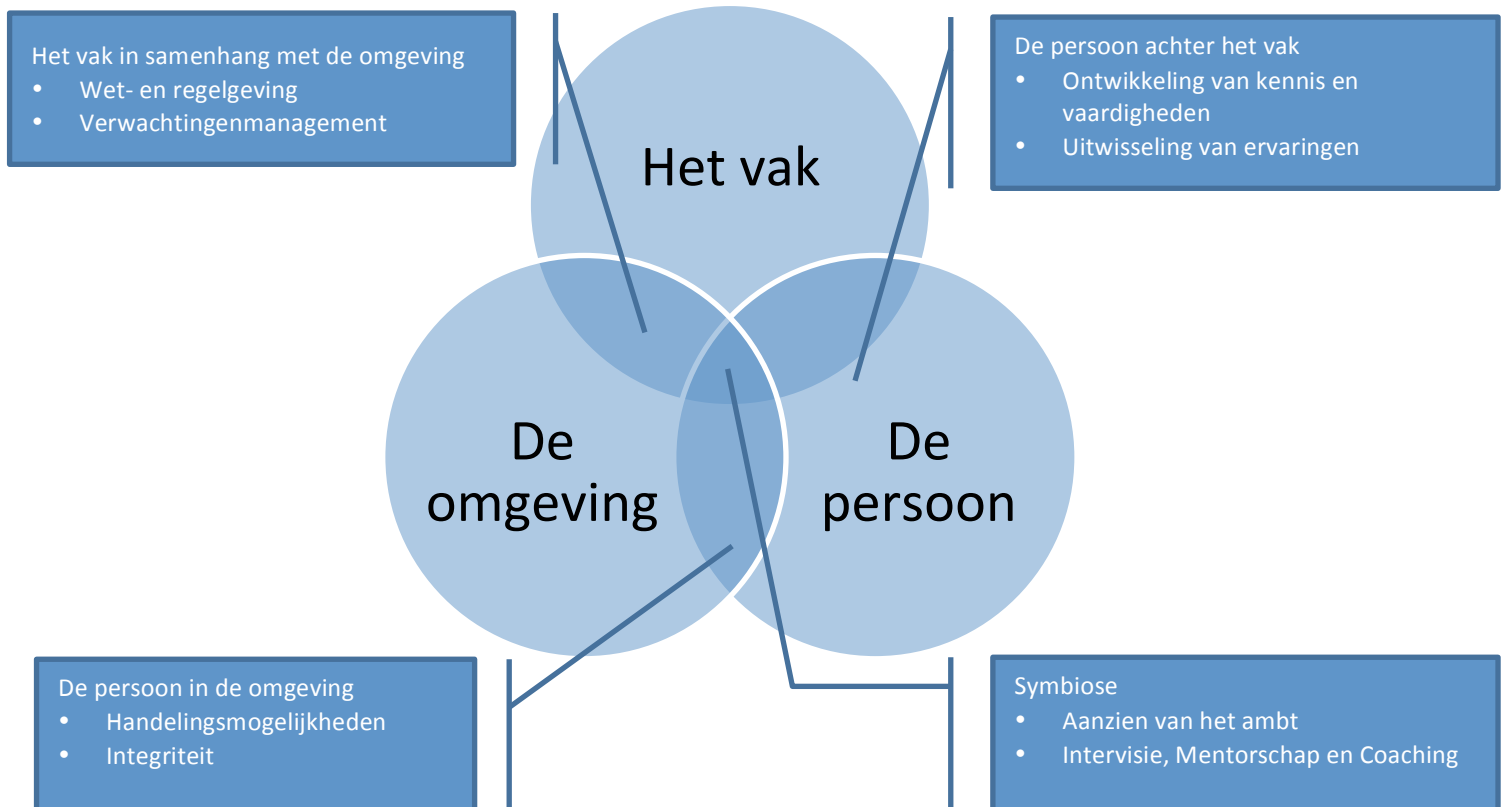 Het vak in samenhang met de omgeving
• Wet- en regelgeving
• Verwachtingenmanagement
De persoon achter het vak
• Ontwikkeling van kennis en
vaardigheden
• Uitwisseling van ervaringen
Het vak
De
omgeving
De
persoon
De persoon in de omgeving
• Handelingsmogelijkheden
• Integriteit
Symbiose
• Aanzien van het ambt
• Intervisie, Mentorschap en Coaching